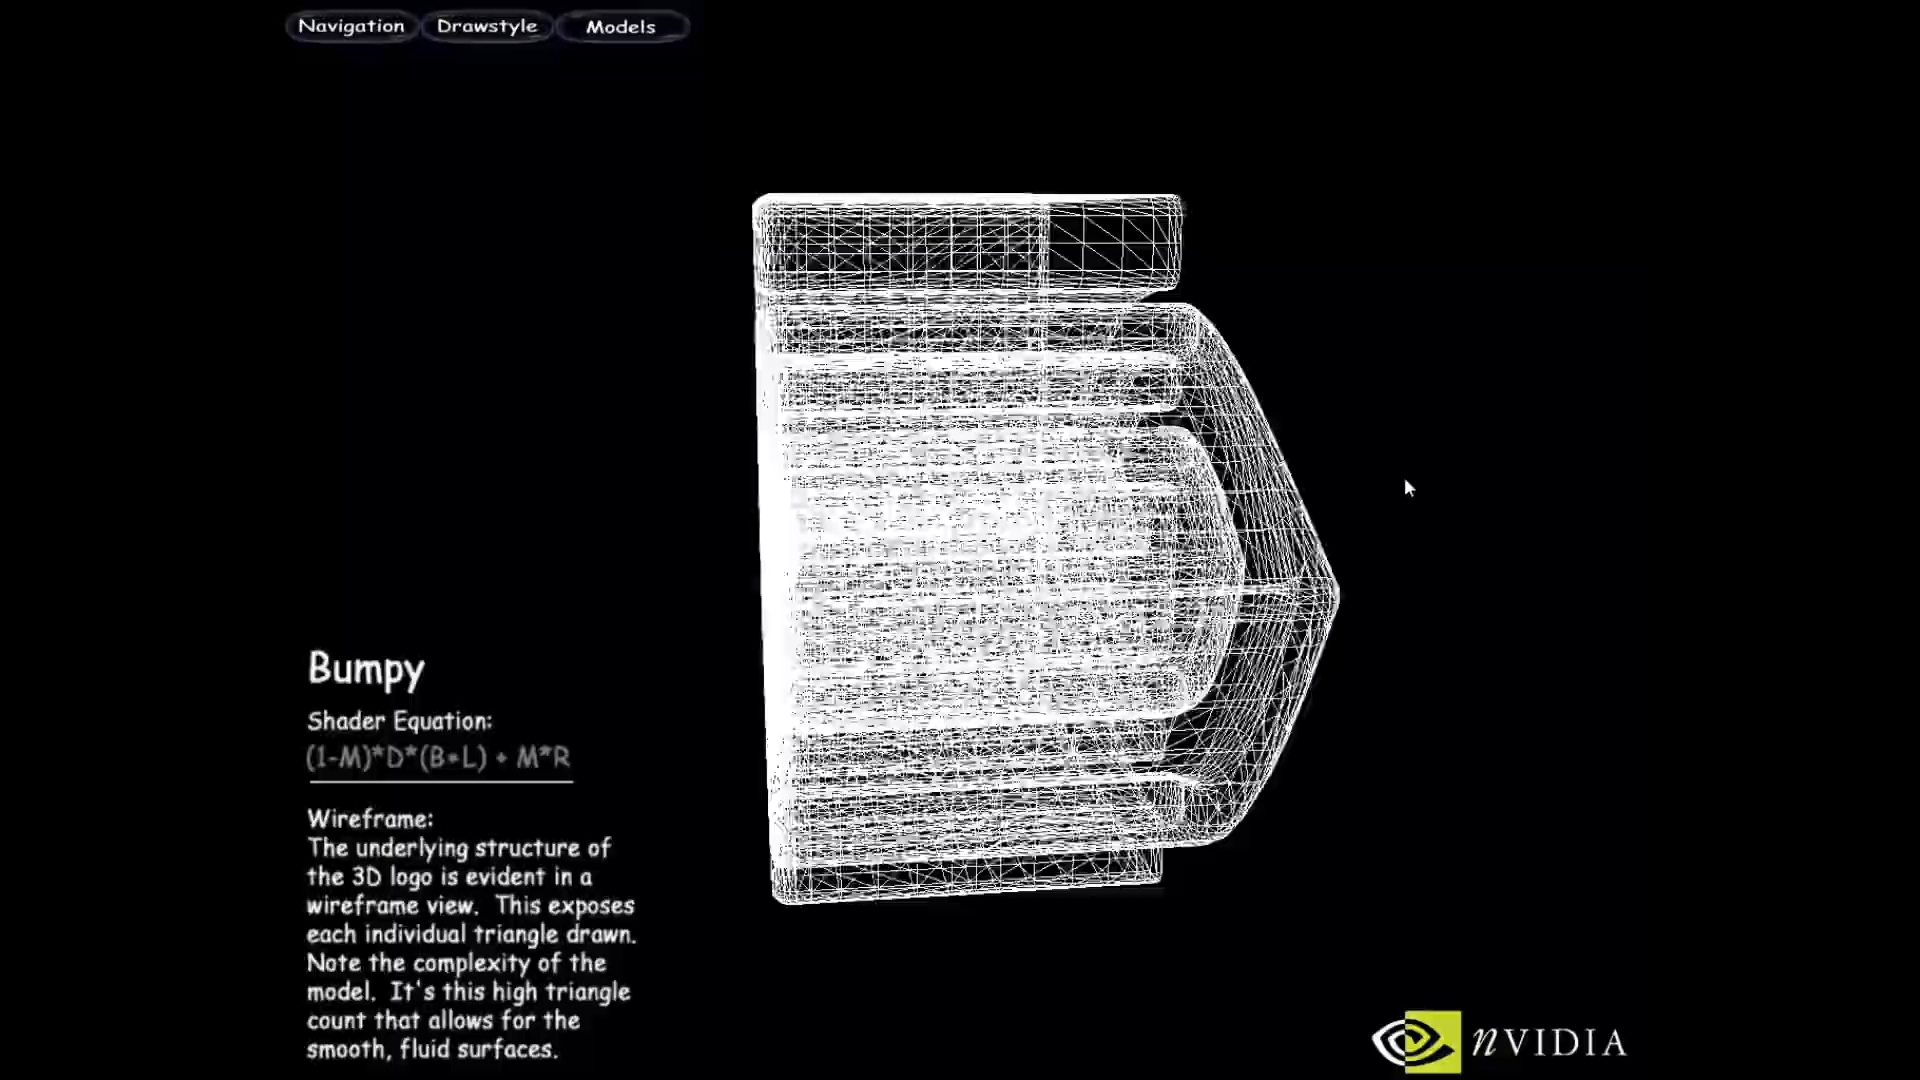 Navigation Drawstyle Models
Bumpy
Shader Equation:
(1-M)*D*(B•L) + M*R
Wireframe:
The underlying structure of
the 3D logo is evident in a
wireframe view.  This exposes
each individual triangle drawn.
Note the complexity of the
model.  It's this high triangle
count that allows for the
smooth, fluid surfaces.
nVIDIA